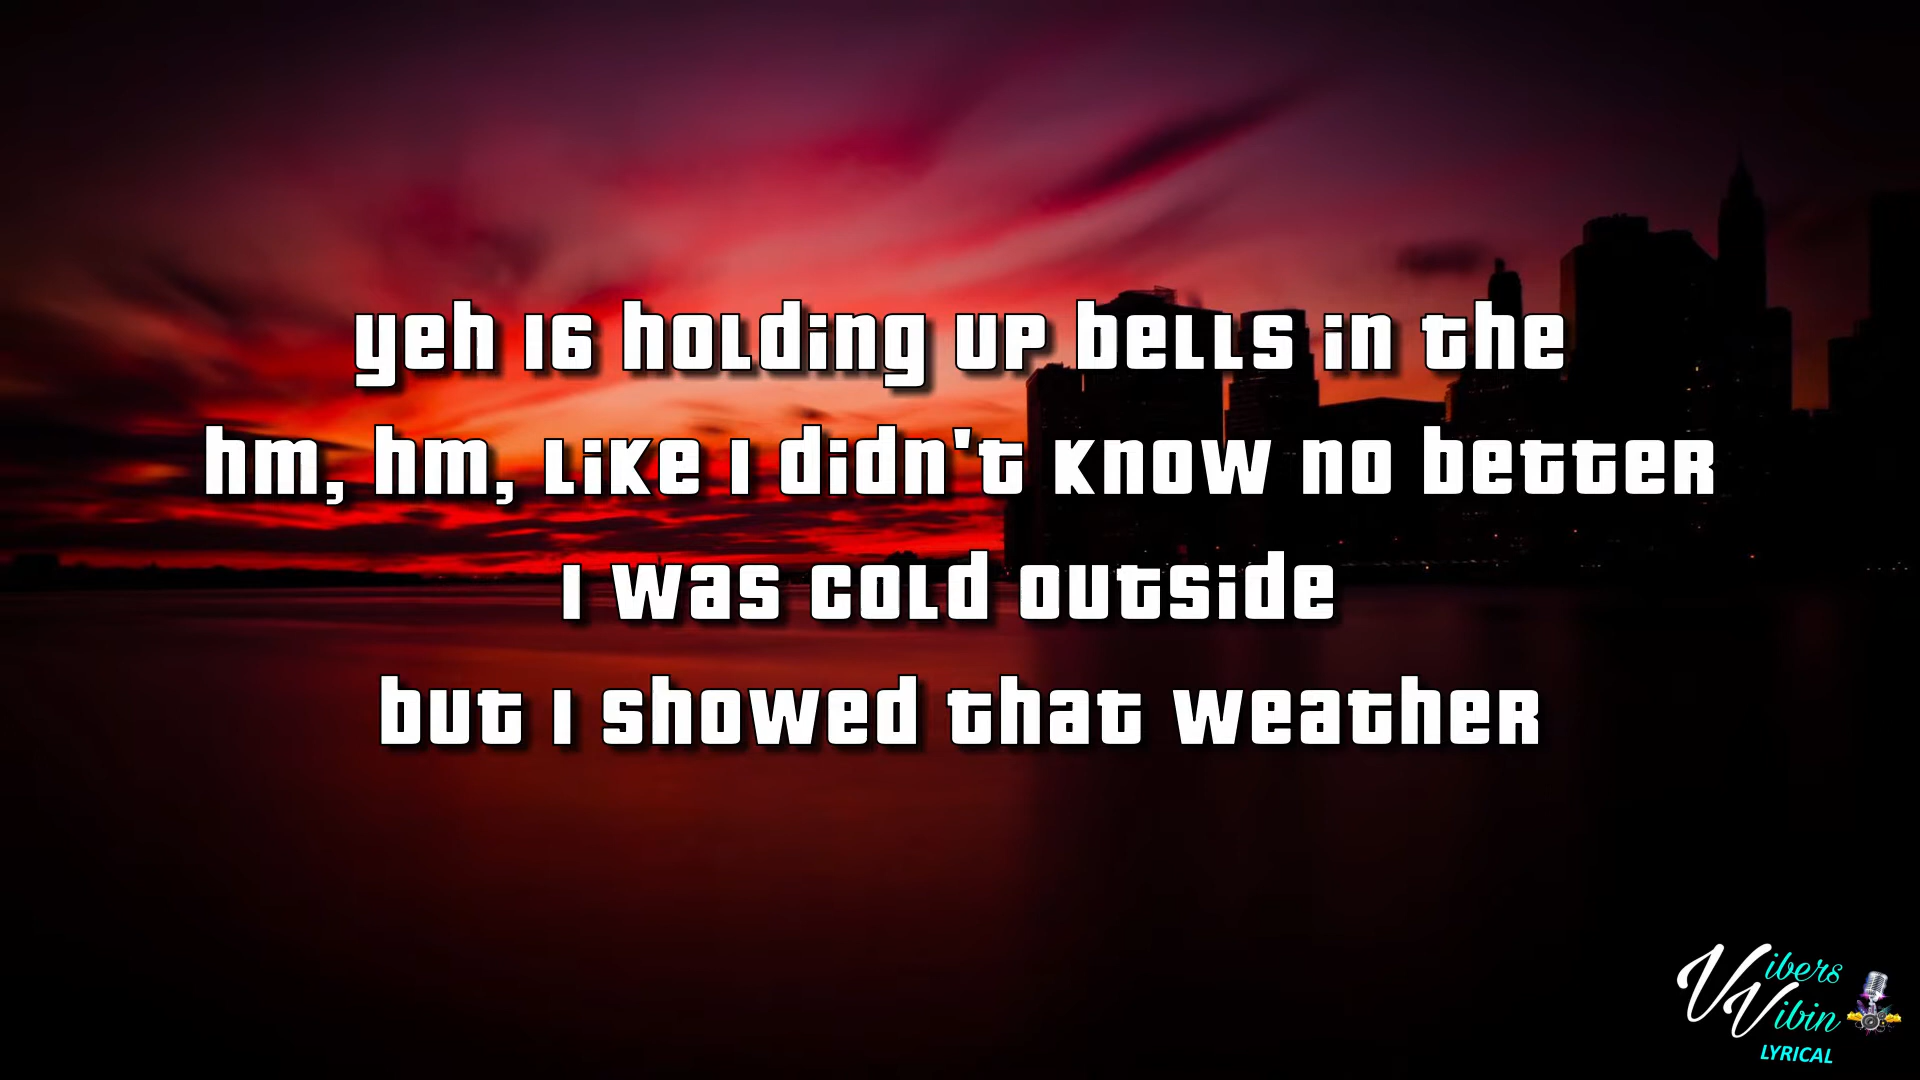 yeh 16 holding up bells in the
hm, hm, like I didn't know no better
I was cold outside
but I showed that weather
Vibers
Vibin
LYRICAL